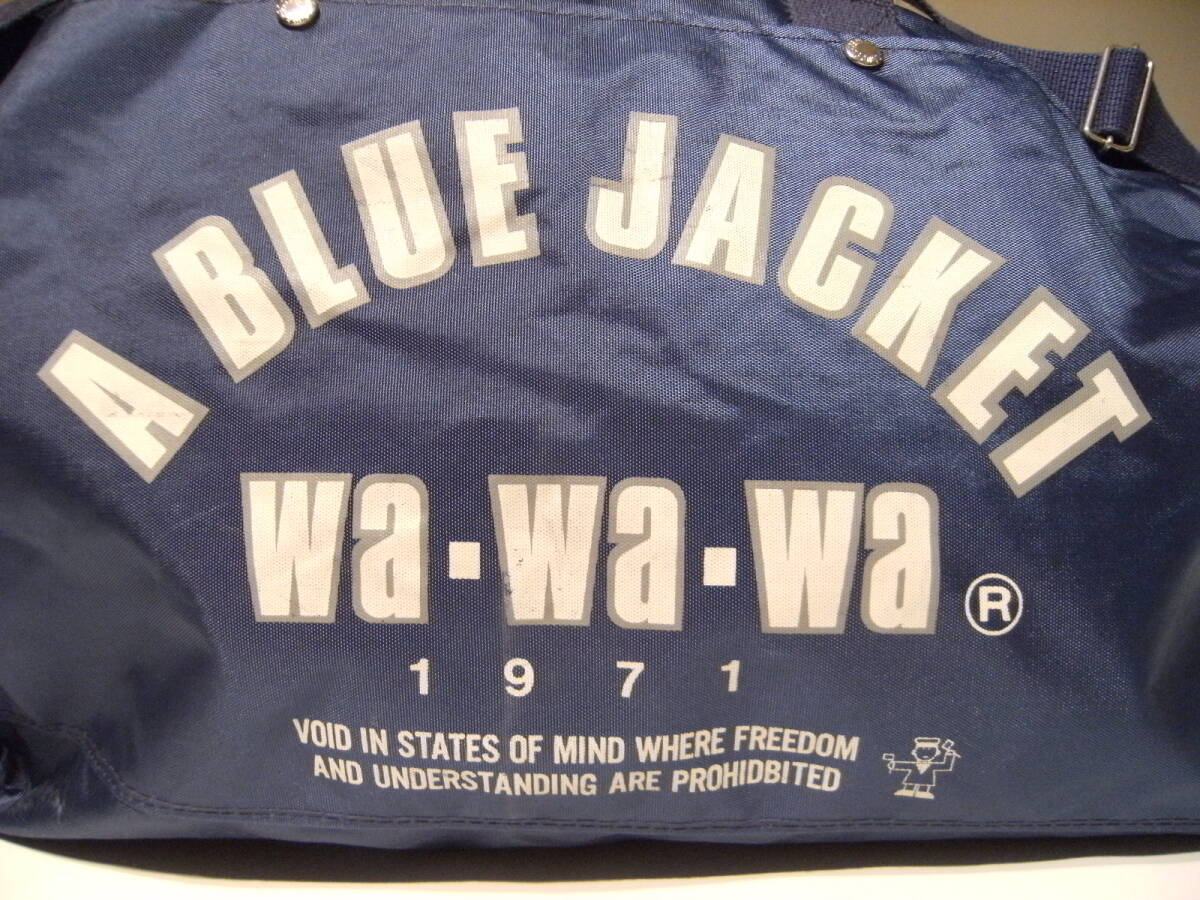 A BLUE JACKET
wa·wa·wa®
1971
VOID IN STATES OF MIND WHERE FREEDOM
AND UNDERSTANDING ARE PROHIDBITED